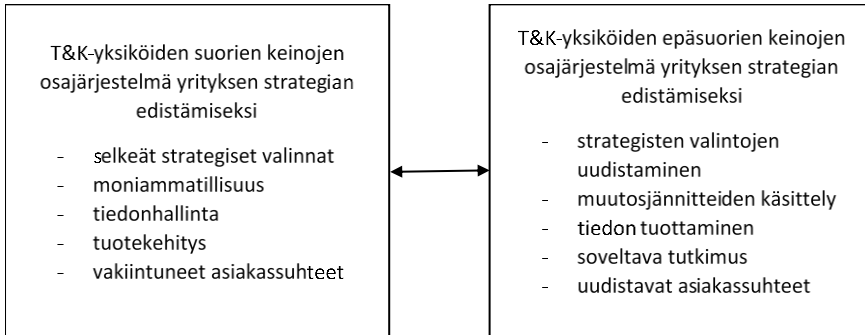 T&K-yksiköiden suorien keinojen
osajärjestelmä yrityksen strategian
edistämiseksi
- selkeät strategiset valinnat
- moniammatillisuus
- tiedonhallinta
- tuotekehitys
- vakiintuneet asiakassuhteet
T&K-yksiköiden epäsuorien keinojen
osajärjestelmä yrityksen strategian
edistämiseksi
- strategisten valintojen
uudistaminen
- muutosjännitteiden käsittely
- tiedon tuottaminen
- soveltava tutkimus
- uudistavat asiakassuhteet